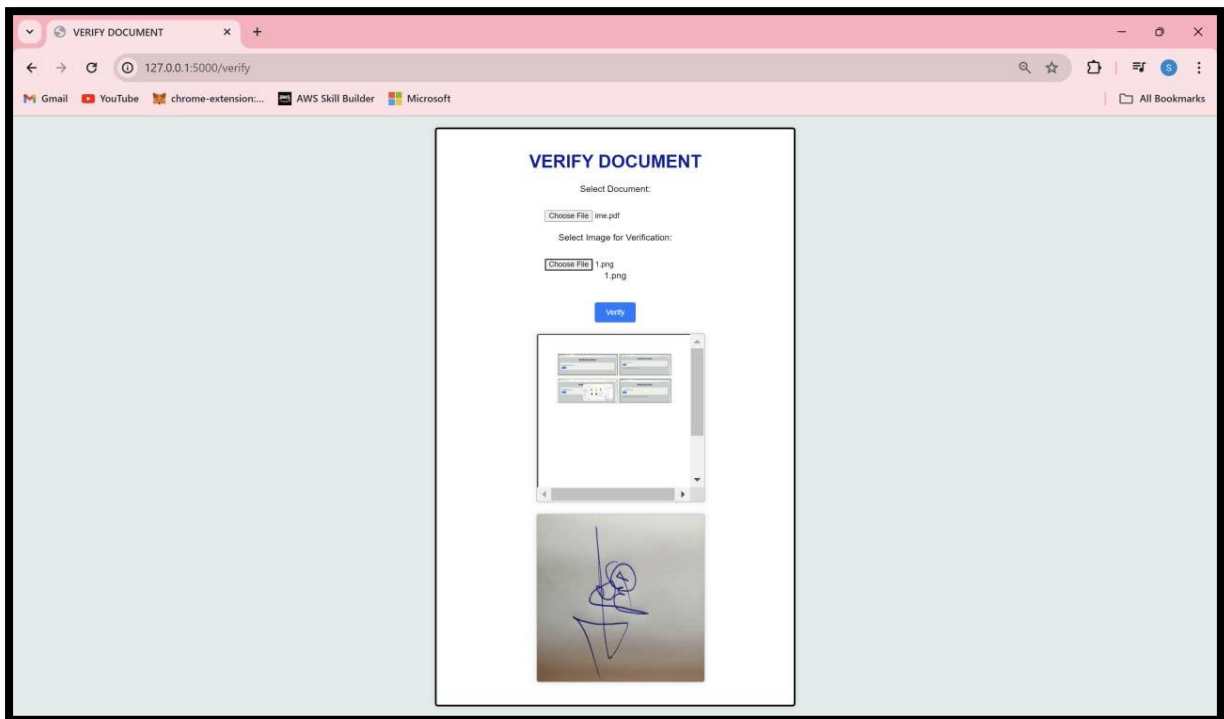 VERIFY DOCUMENT
127.0.0.1:5000/verify
Gmail YouTube chrome-extension:... AWS Skill Builder Microsoft All Bookmarks
VERIFY DOCUMENT
Select Document:
Choose File ime.pdf
Select Image for Verification:
Choose File 1.png
1.png
Verify